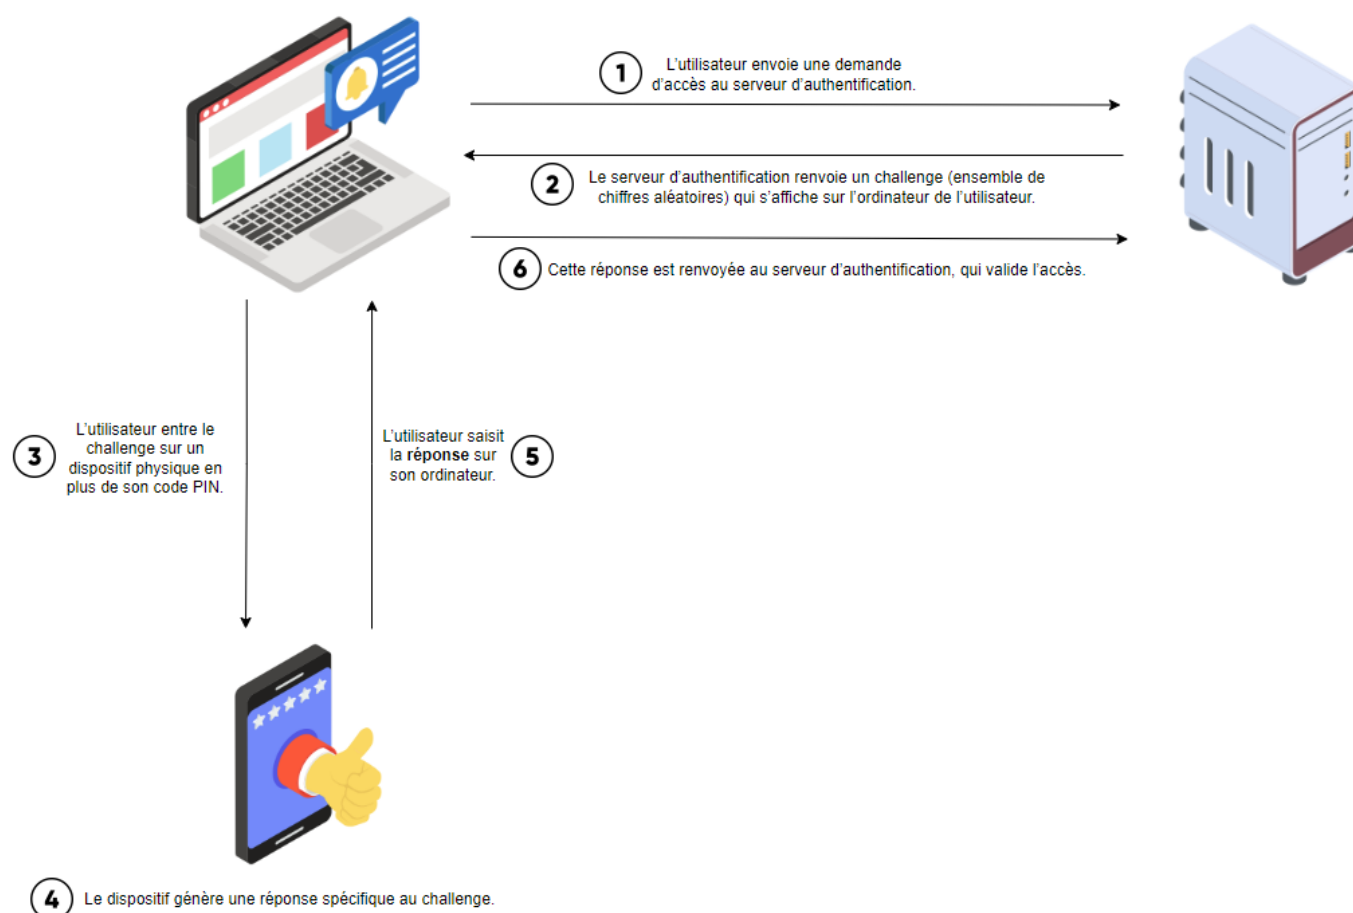 1
L'utilisateur envoie une demande
d'accès au serveur d'authentification.
2
Le serveur d'authentification renvoie un challenge (ensemble de
chiffres aléatoires) qui s'affiche sur l'ordinateur de l'utilisateur.
6
Cette réponse est renvoyée au serveur d'authentification, qui valide l'accès.
3
L'utilisateur entre le
challenge sur un
dispositif physique en
plus de son code PIN.
L'utilisateur saisit
la réponse sur
son ordinateur.
5
4
Le dispositif génère une réponse spécifique au challenge.